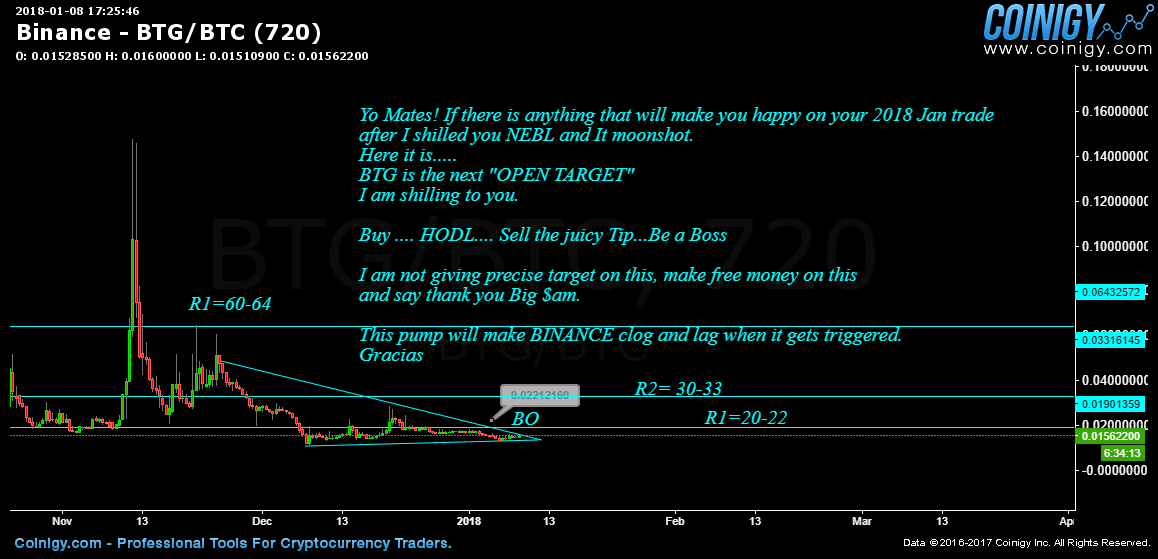 2018-01-08 17:25:46
Binance - BTG/BTC (720)
O: 0.01528500 H: 0.01600000 L: 0.01510900 C: 0.01562200
COINIGY
www.coinigy.com
0.18000000
0.16000000
0.14000000
0.12000000
0.10000000
0.06432572
0.03316145
0.04000000
0.01901359
0.02000000
0.01562200
6:34:13
-0.0000000
Yo Mates! If there is anything that will make you happy on your 2018 Jan trade
after I shilled you NEBL and It moonshot.
Here it is.....
BTG is the next "OPEN TARGET"
I am shilling to you.
Buy .... HODL.... Sell the juicy Tip...Be a Boss
I am not giving precise target on this, make free money on this
and say thank you Big $am.
This pump will make BINANCE clog and lag when it gets triggered.
Gracias
BTG/BTC, 720
BTG/BTC
R1=60-64
R2= 30-33
0.02312160
BO
R1=20-22
Nov 13 Dec 13 2018 13 Feb 13 Mar 13 Ap
Coinigy.com - Professional Tools For Cryptocurrency Traders.
Data © 2016-2017 Coinigy Inc. All Rights Reserved.